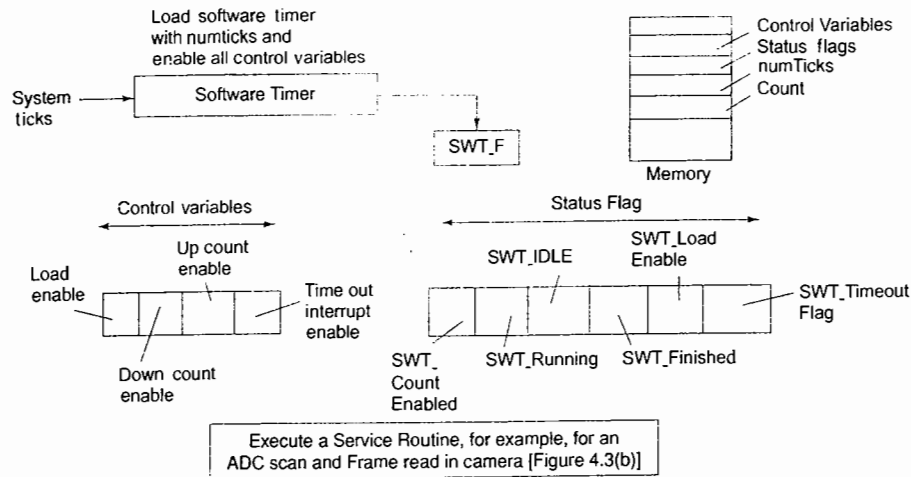 Load software timer
with numticks and
enable all control variables
System
ticks
Software Timer
SWT_F
Control Variables
Status flags
numTicks
Count
Memory
Control variables
Status Flag
Load
enable
Up count
enable
Time out
interrupt
enable
Down count
enable
SWT_IDLE
SWT_Load
Enable
SWT_Timeout
Flag
SWT_
Count
Enabled
SWT_Running
SWT_Finished
Execute a Service Routine, for example, for an
ADC scan and Frame read in camera [Figure 4.3(b)]